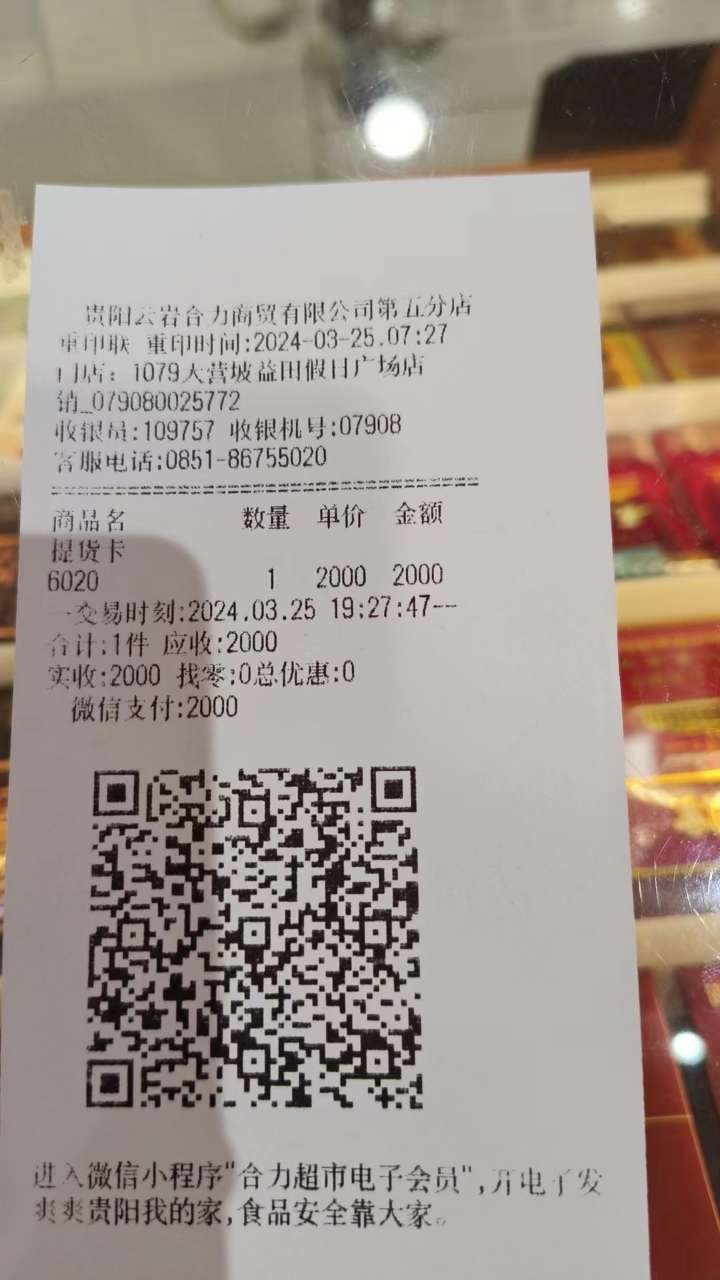 贵阳云岩合力商贸有限公司第五分店
重印联 重印时间:2024-03-25.07:27
门店: 1079大营坡益田假日广场店
销_079080025772
收银员:109757 收银机号:07908
客服电话:0851-86755020
商品名 数量 单价 金额
提货卡
6020 1 2000 2000
一交易时刻:2024.03.25 19:27:47--
合计:1件 应收:2000
实收:2000 找零:0总优惠:0
微信支付:2000
进入微信小程序"合力超市电子会员",开电子发
爽爽贵阳我的家,食品安全靠大家。